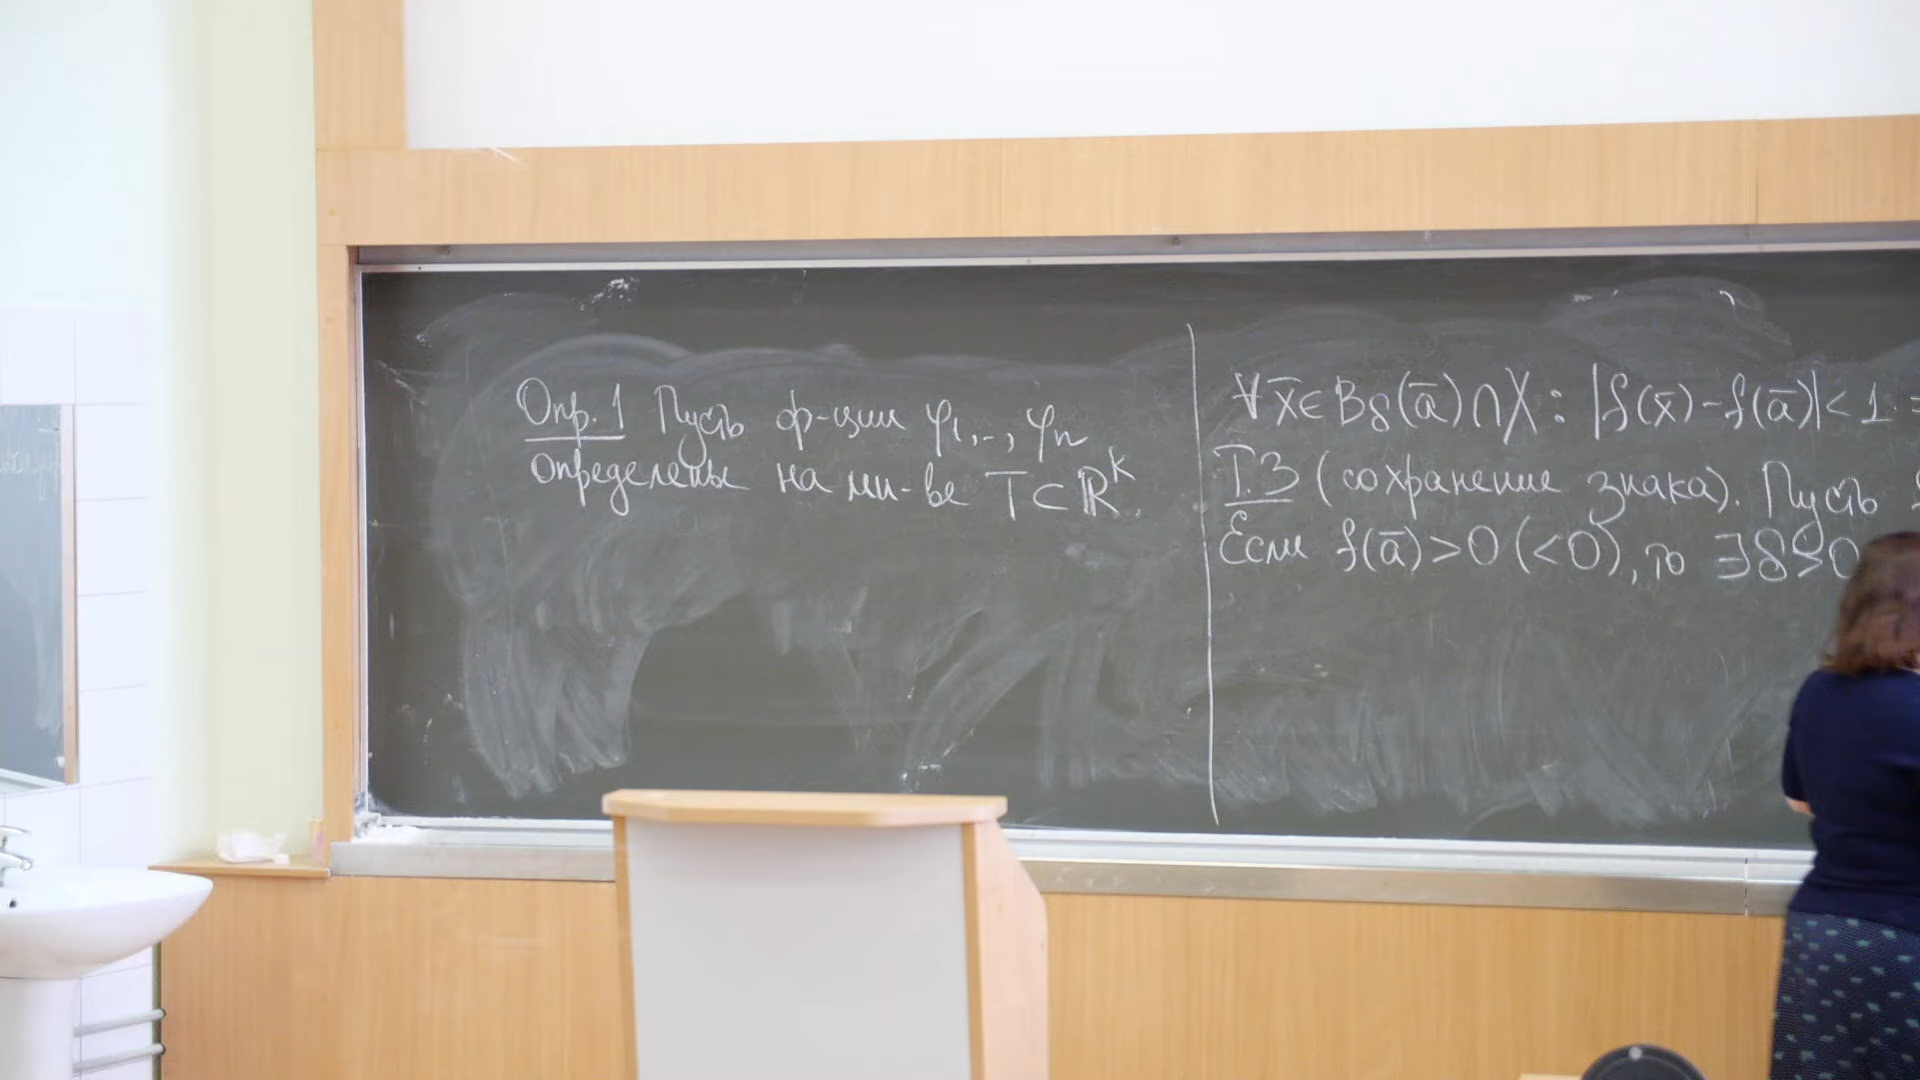 Опр. 1 Пусть ф-ции φ₁,..,φₙ
определены на мн-ве T⊂ℝᵏ.
∀x̄∈B_δ(ā)∩X: |f(x̄)-f(ā)|<1.
Т.3 (сохранение знака). Пусть
Если f(ā)>0 (<0), то ∃δ>0